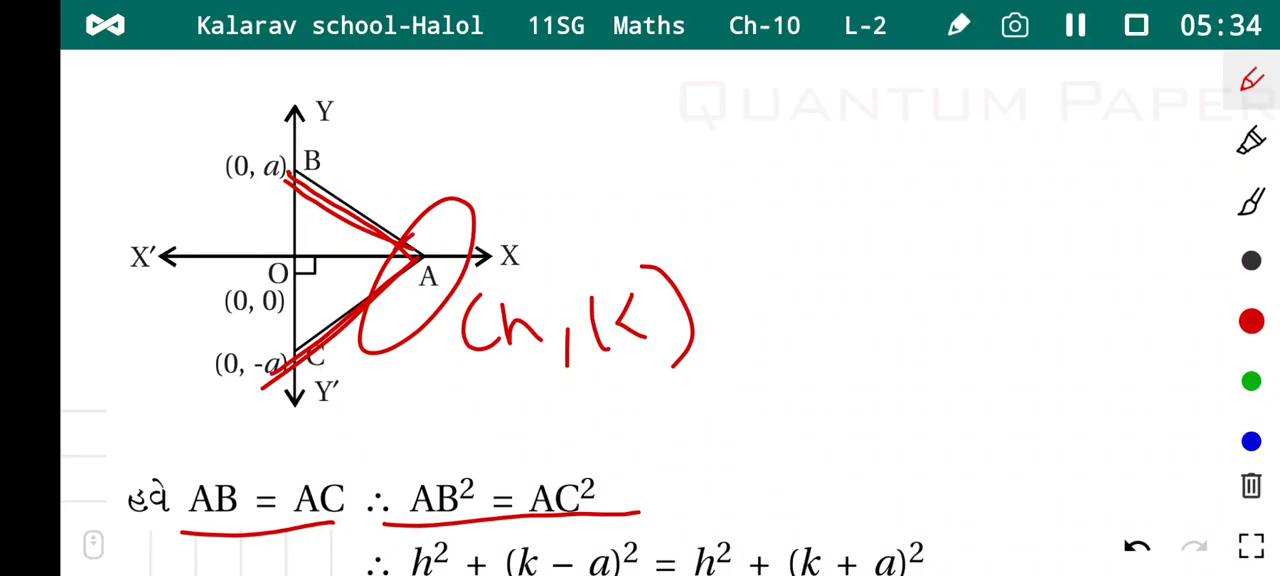 Kalarav school-Halol 11SG Maths Ch-10 L-2 05:34
QUANTUM PAPER
Y
(0, a) B
X′ X
O A
(0, 0) (h, k)
(0, -a) C
Y′
હવે AB = AC ∴ AB² = AC²
∴ h² + (k − a)² = h² + (k + a)²